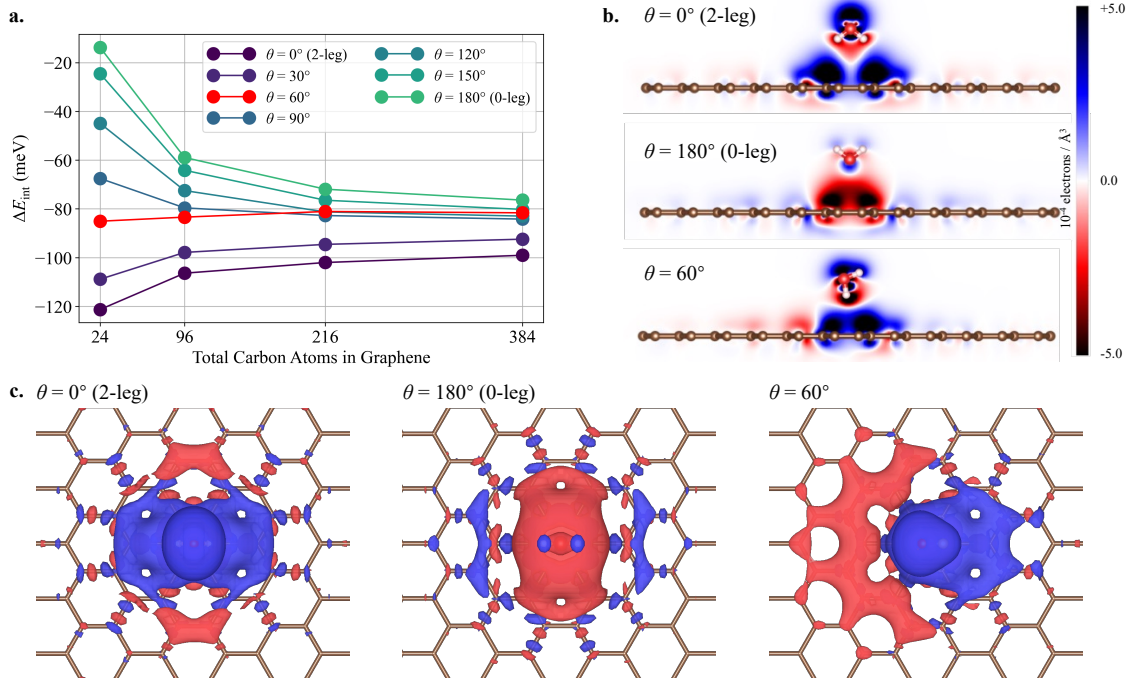 a.
−20
−40
−60
−80
−100
−120
ΔE_int (meV)
θ = 0° (2-leg)
θ = 30°
θ = 60°
θ = 90°
θ = 120°
θ = 150°
θ = 180° (0-leg)
24 96 216 384
Total Carbon Atoms in Graphene
b.
θ = 0° (2-leg)
θ = 180° (0-leg)
θ = 60°
+5.0
0.0
-5.0
10⁻⁴ electrons / Å³
c.
θ = 0° (2-leg)
θ = 180° (0-leg)
θ = 60°